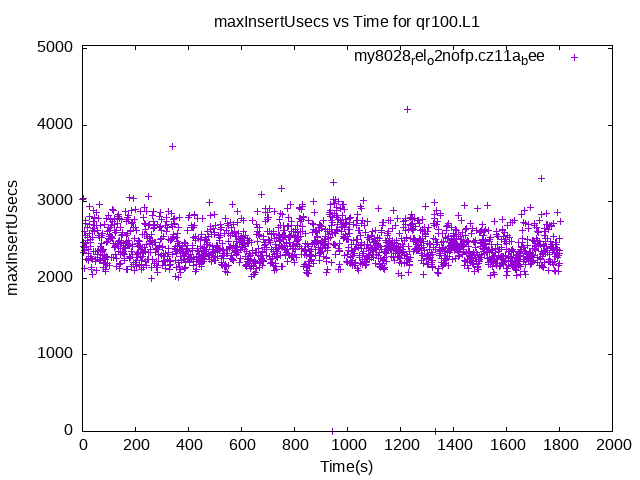 maxInsertUsecs vs Time for qr100.L1
my8028relo2nofp.cz11abee
5000
4000
3000
2000
1000
0
maxInsertUsecs
0 200 400 600 800 1000 1200 1400 1600 1800 2000
Time(s)